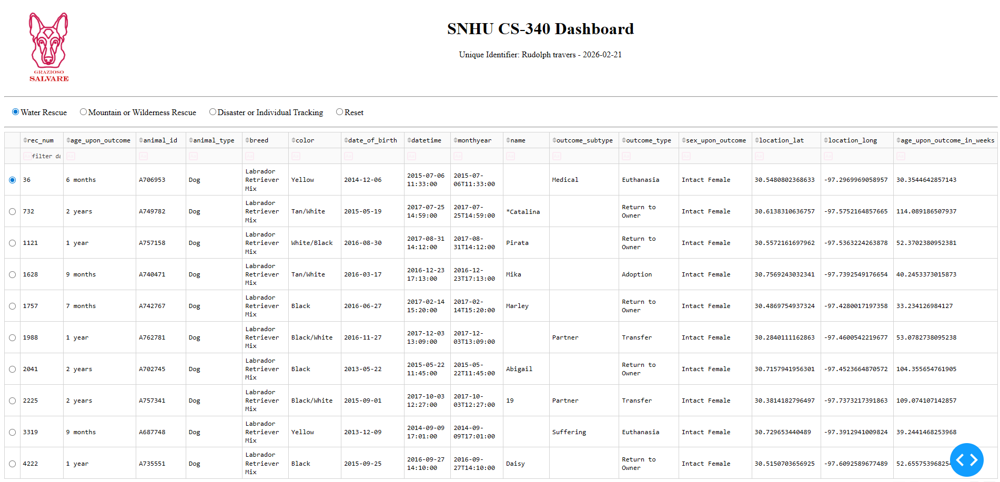 GRAZIOSO
SALVARE
SNHU CS-340 Dashboard
Unique Identifier: Rudolph travers - 2026-02-21
Water Rescue Mountain or Wilderness Rescue Disaster or Individual Tracking Reset
rec_num age_upon_outcome animal_id animal_type breed color date_of_birth datetime monthyear name outcome_subtype outcome_type sex_upon_outcome location_lat location_long age_upon_outcome_in_weeks
filter da
36 6 months A706953 Dog Labrador Retriever Mix Yellow 2014-12-06 2015-07-06 11:33:00 2015-07-06T11:33:00 Medical Euthanasia Intact Female 30.5480802368633 -97.2969969058957 30.3544642857143
732 2 years A749782 Dog Labrador Retriever Mix Tan/White 2015-05-19 2017-07-25 14:59:00 2017-07-25T14:59:00 *Catalina Return to Owner Intact Female 30.6138310636757 -97.5752164857665 114.089186507937
1121 1 year A757158 Dog Labrador Retriever Mix White/Black 2016-08-30 2017-08-31 14:12:00 2017-08-31T14:12:00 Pirata Return to Owner Intact Female 30.5572161697962 -97.5363224263878 52.3702380952381
1628 9 months A740471 Dog Labrador Retriever Mix Tan/White 2016-03-17 2016-12-23 17:13:00 2016-12-23T17:13:00 Mika Adoption Intact Female 30.7569243032341 -97.7392549176654 40.2453373015873
1757 7 months A742767 Dog Labrador Retriever Mix Black 2016-06-27 2017-02-14 15:20:00 2017-02-14T15:20:00 Marley Return to Owner Intact Female 30.4869754937324 -97.4280017197358 33.234126984127
1988 1 year A762781 Dog Labrador Retriever Mix Black/White 2016-11-27 2017-12-03 13:09:00 2017-12-03T13:09:00 Partner Transfer Intact Female 30.2840111162863 -97.4600542219677 53.0782738095238
2041 2 years A702745 Dog Labrador Retriever Mix Black 2013-05-22 2015-05-22 11:45:00 2015-05-22T11:45:00 Abigail Return to Owner Intact Female 30.7157941956301 -97.4523664870572 104.355654761905
2225 2 years A757341 Dog Labrador Retriever Mix Black/White 2015-09-01 2017-10-03 12:27:00 2017-10-03T12:27:00 19 Partner Transfer Intact Female 30.3814182796497 -97.7373217391863 109.074107142857
3319 9 months A687748 Dog Labrador Retriever Mix Yellow 2013-12-09 2014-09-09 17:01:00 2014-09-09T17:01:00 Suffering Euthanasia Intact Female 30.729653440489 -97.3912941009824 39.2441468253968
4222 1 year A735551 Dog Labrador Retriever Mix Black 2015-09-25 2016-09-27 14:10:00 2016-09-27T14:10:00 Daisy Return to Owner Intact Female 30.5150703656925 -97.6092589677489